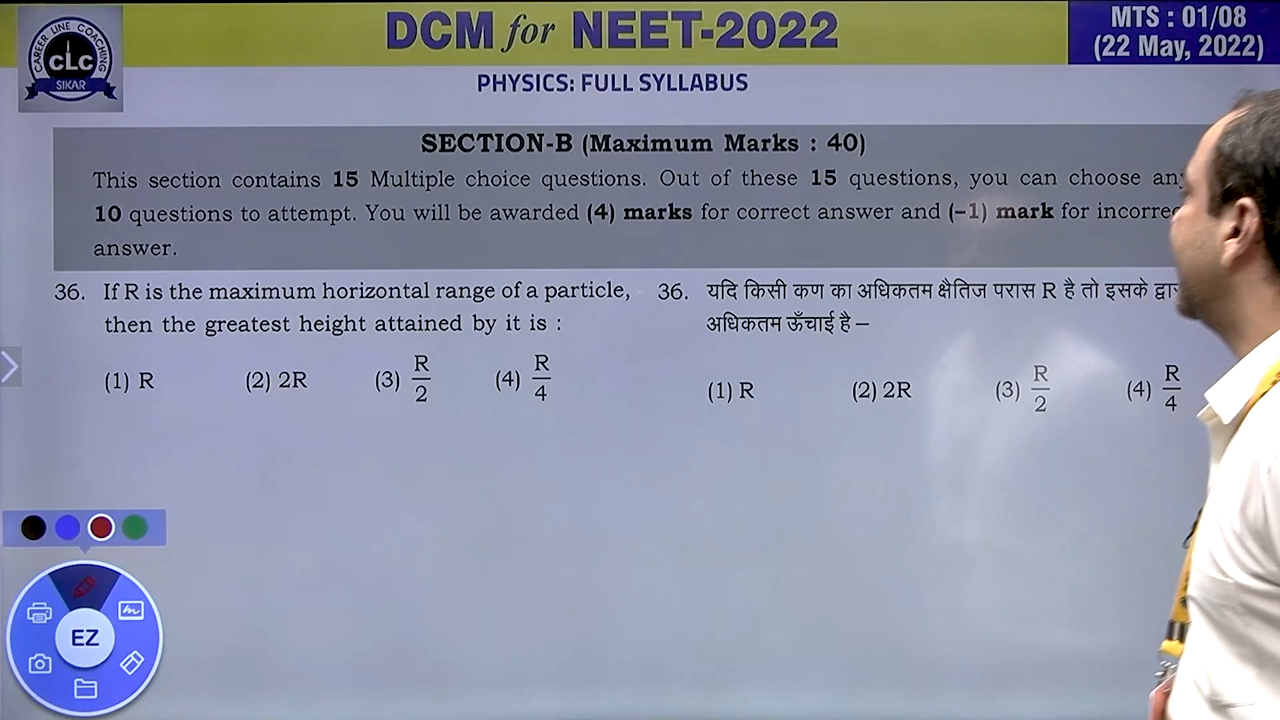 CAREER LINE COACHING
CLC
SIKAR
DCM for NEET-2022
MTS : 01/08
(22 May, 2022)
PHYSICS: FULL SYLLABUS
SECTION-B (Maximum Marks : 40)
This section contains 15 Multiple choice questions. Out of these 15 questions, you can choose
10 questions to attempt. You will be awarded (4) marks for correct answer and (–1) mark for
answer.
36. If R is the maximum horizontal range of a particle,
then the greatest height attained by it is :
(1) R (2) 2R (3) R/2 (4) R/4
36. यदि किसी कण का अधिकतम क्षैतिज परास R है तो इसके
अधिकतम ऊँचाई है –
(1) R (2) 2R (3) R/2 (4) R/4
EZ